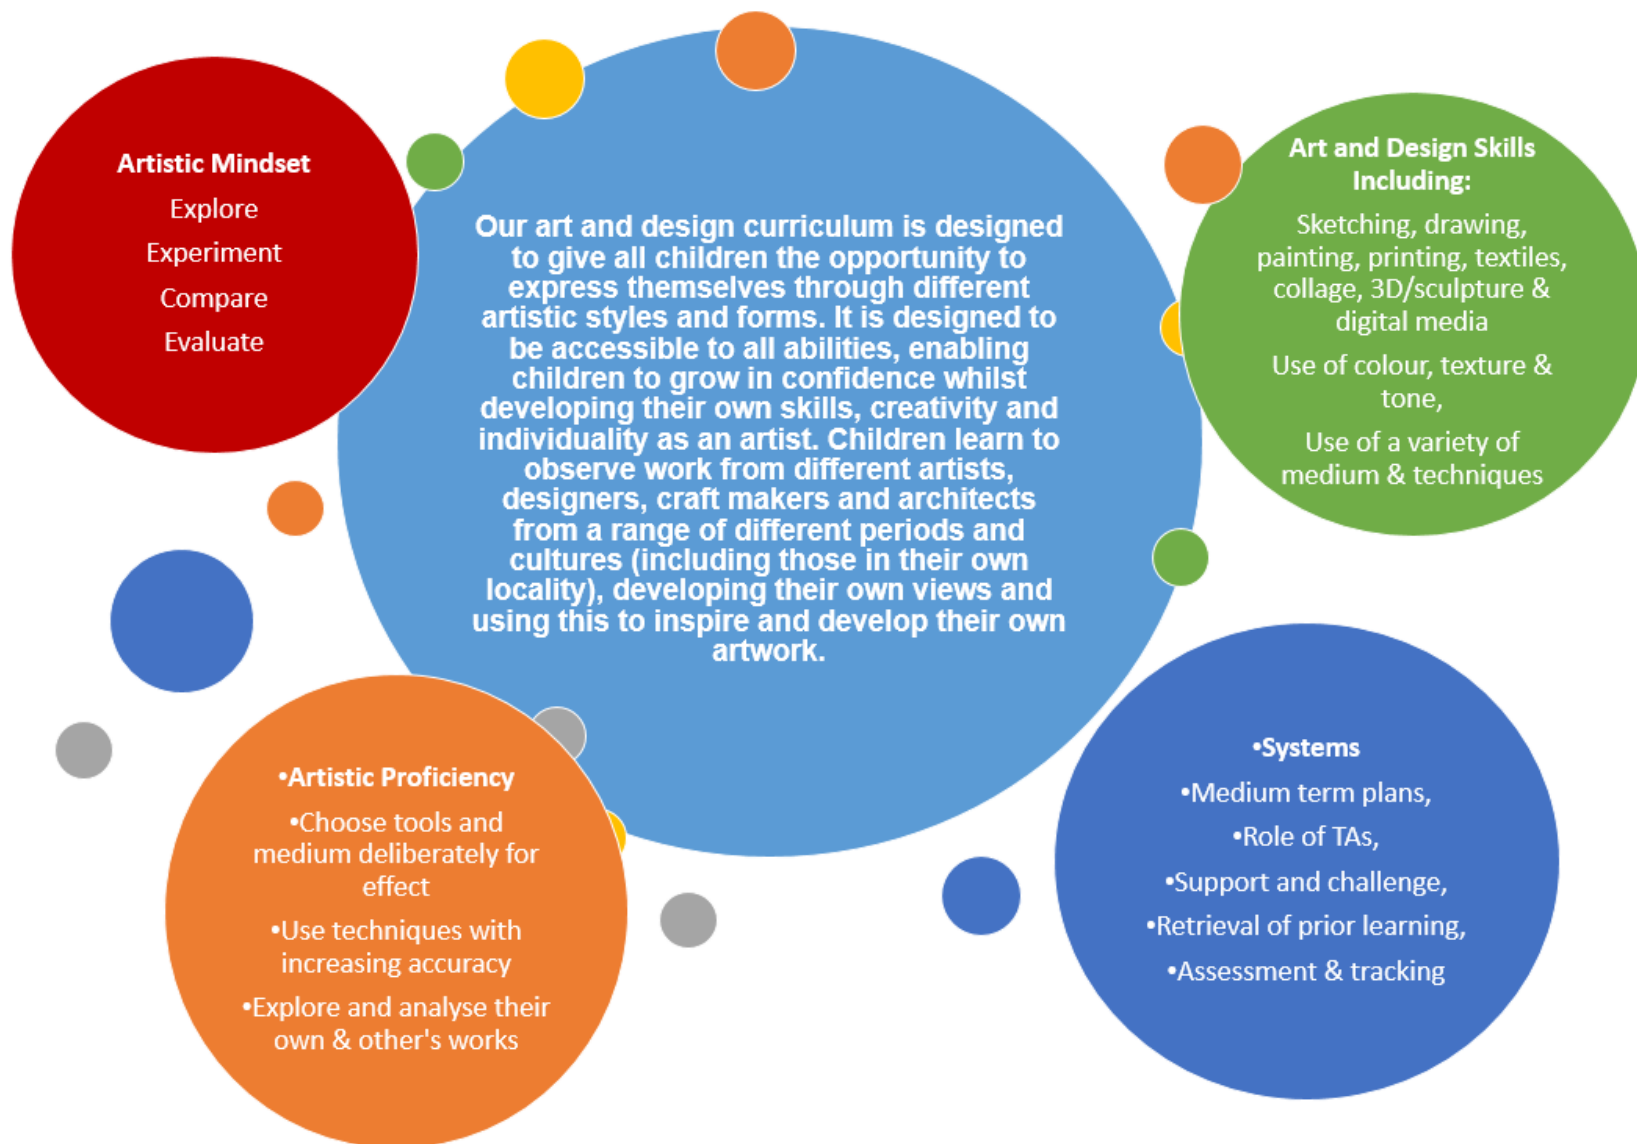 Artistic Mindset
Explore
Experiment
Compare
Evaluate
Our art and design curriculum is designed
to give all children the opportunity to
express themselves through different
artistic styles and forms. It is designed to
be accessible to all abilities, enabling
children to grow in confidence whilst
developing their own skills, creativity and
individuality as an artist. Children learn to
observe work from different artists,
designers, craft makers and architects
from a range of different periods and
cultures (including those in their own
locality), developing their own views and
using this to inspire and develop their own
artwork.
Art and Design Skills
Including:
Sketching, drawing,
painting, printing, textiles,
collage, 3D/sculpture &
digital media
Use of colour, texture &
tone,
Use of a variety of
medium & techniques
•Artistic Proficiency
•Choose tools and
medium deliberately for
effect
•Use techniques with
increasing accuracy
•Explore and analyse their
own & other's works
•Systems
•Medium term plans,
•Role of TAs,
•Support and challenge,
•Retrieval of prior learning,
•Assessment & tracking